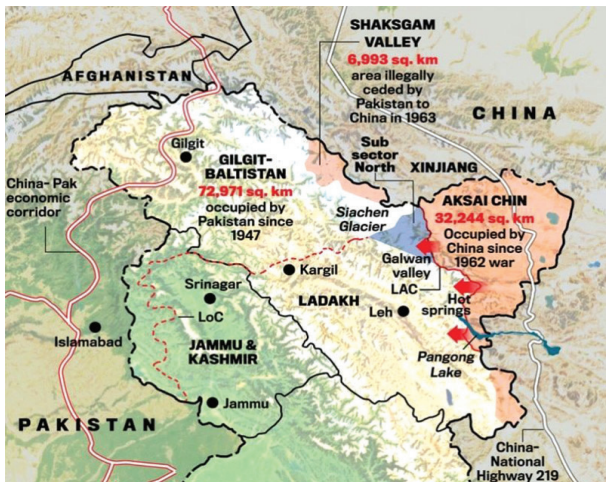 SHAKSGAM
VALLEY
6,993 sq. km
area illegally
ceded by
Pakistan to
China in 1963
AFGHANISTAN
CHINA
Gilgit
GILGIT-
BALTISTAN
72,971 sq. km
occupied by
Pakistan since
1947
Sub
sector
North
XINJIANG
China- Pak
economic
corridor
Siachen
Glacier
AKSAI CHIN
32,244 sq. km
Occupied by
China since
1962 war
Galwan
valley
LAC
Kargil
Srinagar
LoC
LADAKH
Leh
Hot
springs
Islamabad
JAMMU &
KASHMIR
Pangong
Lake
Jammu
PAKISTAN
China-
National
Highway 219